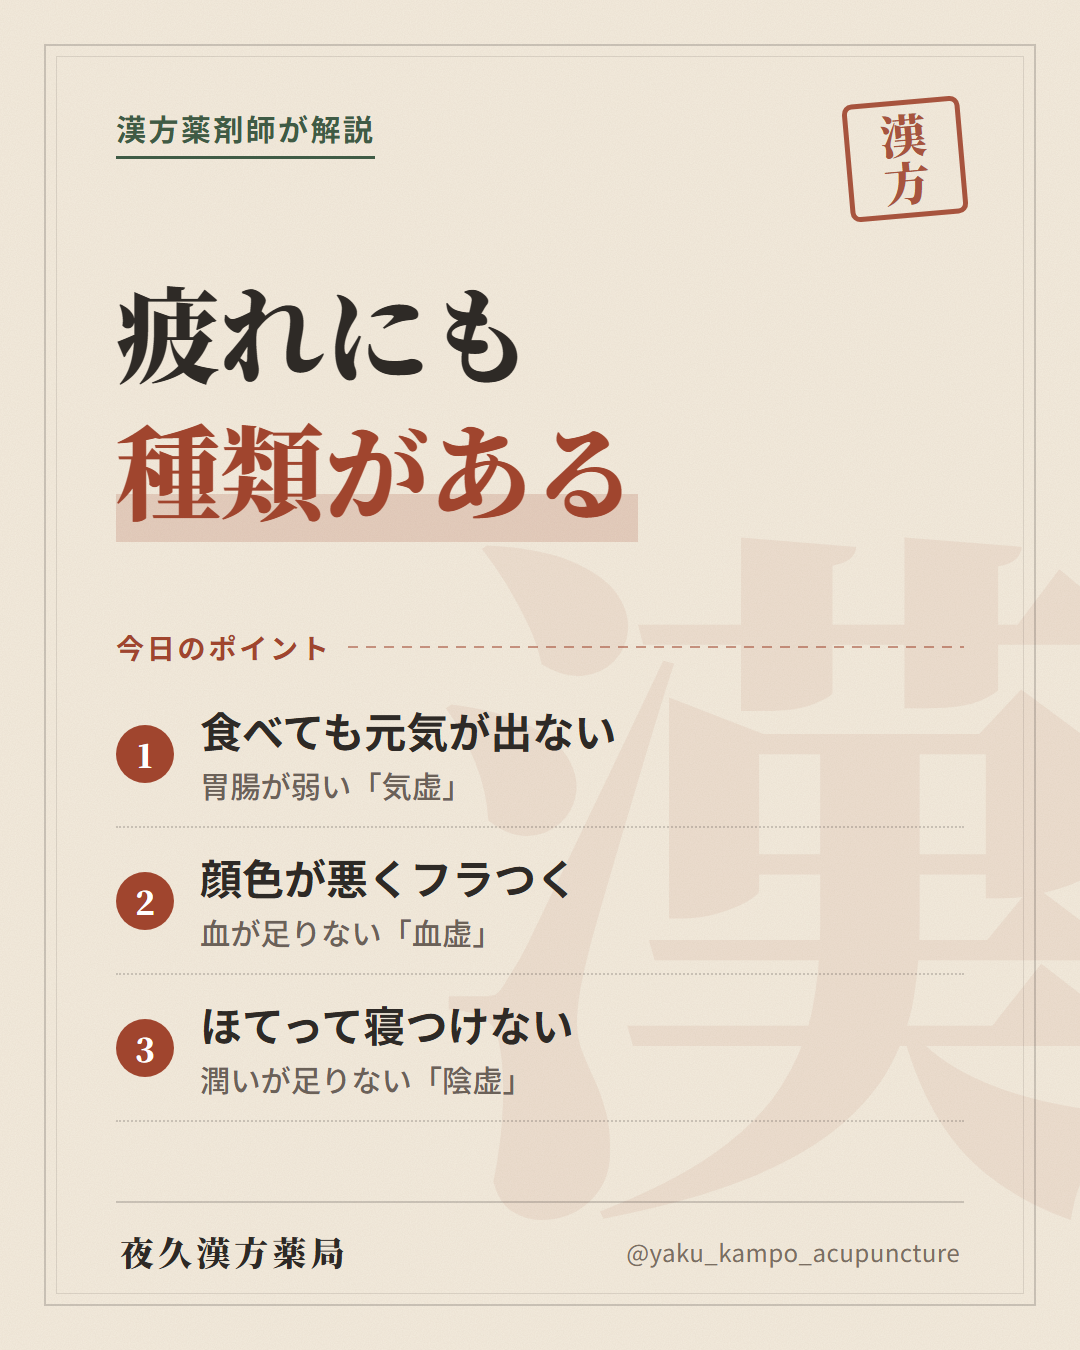 漢方薬剤師が解説
漢方
疲れにも
種類がある
今日のポイント
1
食べても元気が出ない
胃腸が弱い「気虚」
2
顔色が悪くフラつく
血が足りない「血虚」
3
ほてって寝つけない
潤いが足りない「陰虚」
漢
夜久漢方薬局
@yaku_kampo_acupuncture